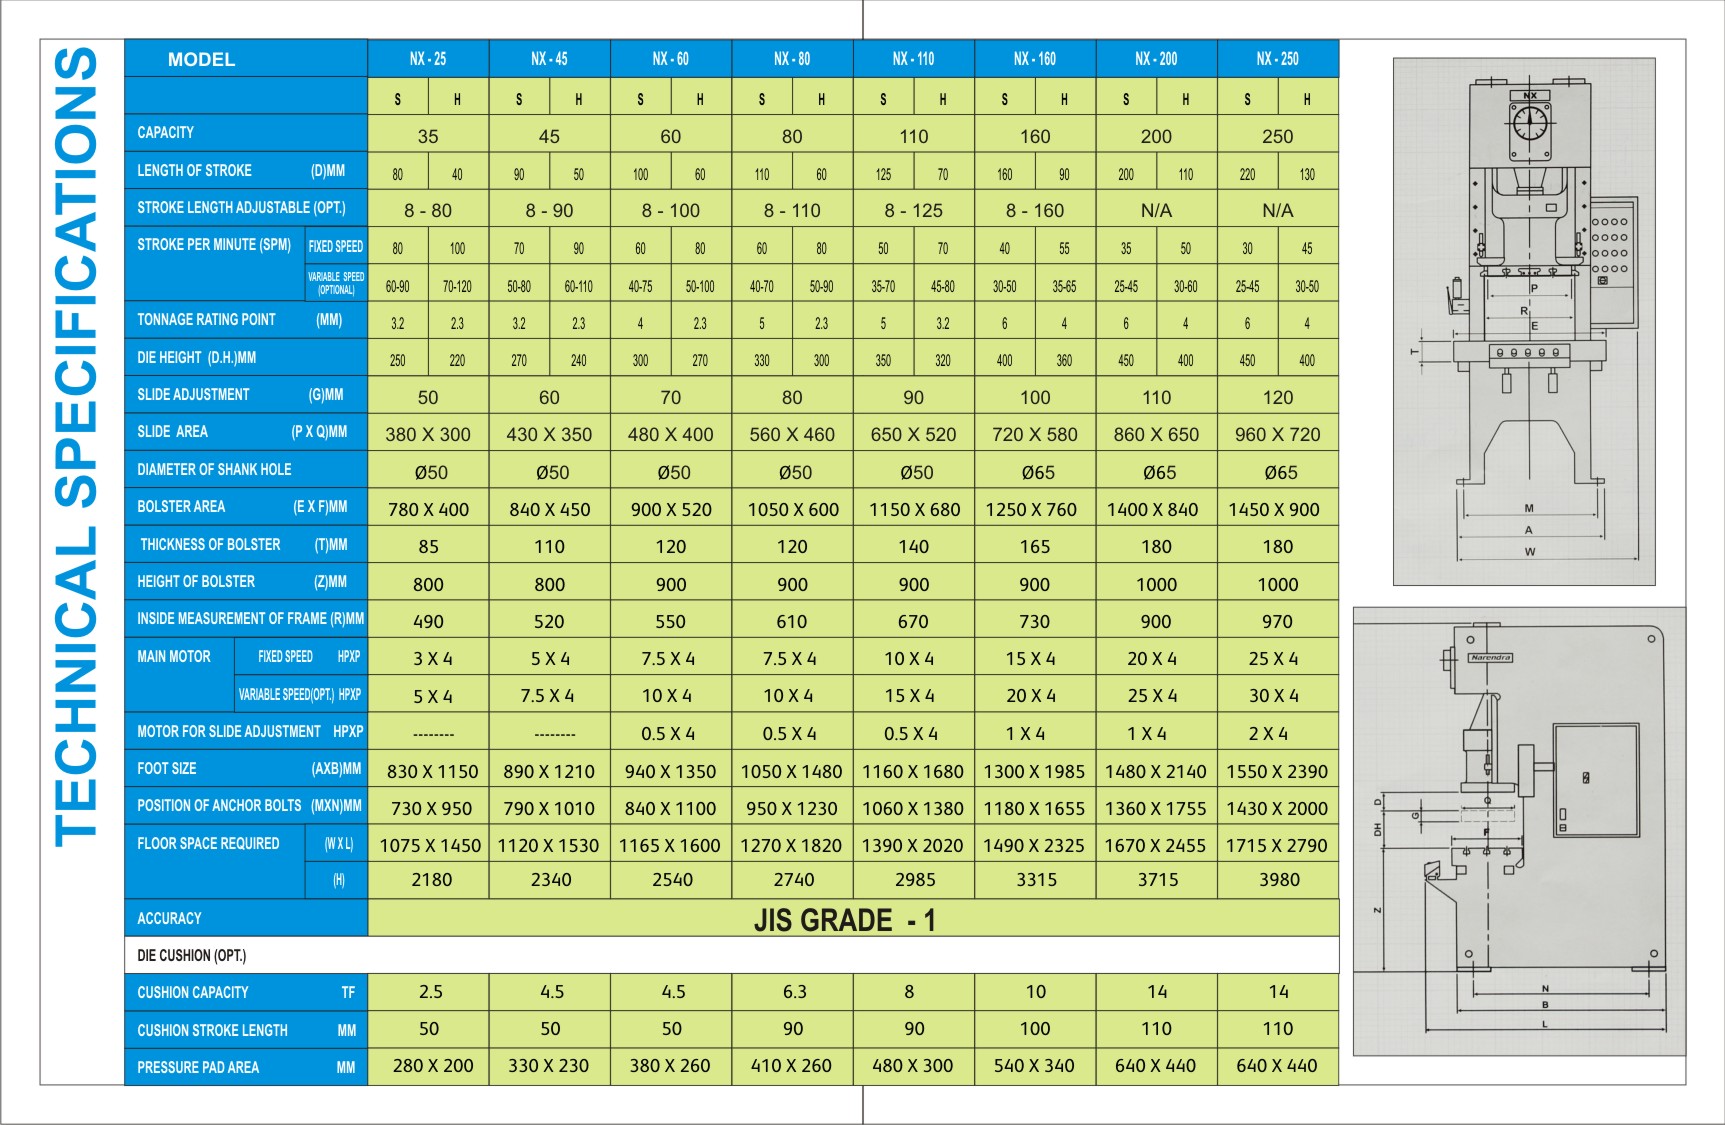 TECHNICAL SPECIFICATIONS
MODEL NX - 25 NX - 45 NX - 60 NX - 80 NX - 110 NX - 160 NX - 200 NX - 250
S H S H S H S H S H S H S H S H
CAPACITY 35 45 60 80 110 160 200 250
LENGTH OF STROKE (D)MM 80 40 90 50 100 60 110 60 125 70 160 90 200 110 220 130
STROKE LENGTH ADJUSTABLE (OPT.) 8 - 80 8 - 90 8 - 100 8 - 110 8 - 125 8 - 160 N/A N/A
STROKE PER MINUTE (SPM) FIXED SPEED 80 100 70 90 60 80 60 80 50 70 40 55 35 50 30 45
VARIABLE SPEED (OPTIONAL) 60-90 70-120 50-80 60-110 40-75 50-100 40-70 50-90 35-70 45-80 30-50 35-65 25-45 30-60 25-45 30-50
TONNAGE RATING POINT (MM) 3.2 2.3 3.2 2.3 4 2.3 5 2.3 5 3.2 6 4 6 4 6 4
DIE HEIGHT (D.H.)MM 250 220 270 240 300 270 330 300 350 320 400 360 450 400 450 400
SLIDE ADJUSTMENT (G)MM 50 60 70 80 90 100 110 120
SLIDE AREA (P X Q)MM 380 X 300 430 X 350 480 X 400 560 X 460 650 X 520 720 X 580 860 X 650 960 X 720
DIAMETER OF SHANK HOLE Ø50 Ø50 Ø50 Ø50 Ø50 Ø65 Ø65 Ø65
BOLSTER AREA (E X F)MM 780 X 400 840 X 450 900 X 520 1050 X 600 1150 X 680 1250 X 760 1400 X 840 1450 X 900
THICKNESS OF BOLSTER (T)MM 85 110 120 120 140 165 180 180
HEIGHT OF BOLSTER (Z)MM 800 800 900 900 900 900 1000 1000
INSIDE MEASUREMENT OF FRAME (R)MM 490 520 550 610 670 730 900 970
MAIN MOTOR FIXED SPEED HPXP 3 X 4 5 X 4 7.5 X 4 7.5 X 4 10 X 4 15 X 4 20 X 4 25 X 4
VARIABLE SPEED(OPT.) HPXP 5 X 4 7.5 X 4 10 X 4 10 X 4 15 X 4 20 X 4 25 X 4 30 X 4
MOTOR FOR SLIDE ADJUSTMENT HPXP -------- -------- 0.5 X 4 0.5 X 4 0.5 X 4 1 X 4 1 X 4 2 X 4
FOOT SIZE (AXB)MM 830 X 1150 890 X 1210 940 X 1350 1050 X 1480 1160 X 1680 1300 X 1985 1480 X 2140 1550 X 2390
POSITION OF ANCHOR BOLTS (MXN)MM 730 X 950 790 X 1010 840 X 1100 950 X 1230 1060 X 1380 1180 X 1655 1360 X 1755 1430 X 2000
FLOOR SPACE REQUIRED (W X L) 1075 X 1450 1120 X 1530 1165 X 1600 1270 X 1820 1390 X 2020 1490 X 2325 1670 X 2455 1715 X 2790
(H) 2180 2340 2540 2740 2985 3315 3715 3980
ACCURACY JIS GRADE - 1
DIE CUSHION (OPT.)
CUSHION CAPACITY TF 2.5 4.5 4.5 6.3 8 10 14 14
CUSHION STROKE LENGTH MM 50 50 50 90 90 100 110 110
PRESSURE PAD AREA MM 280 X 200 330 X 230 380 X 260 410 X 260 480 X 300 540 X 340 640 X 440 640 X 440
NX
P
R
E
T
M
A
W
Narendra
D
Q
G
DH
F
Z
N
B
L